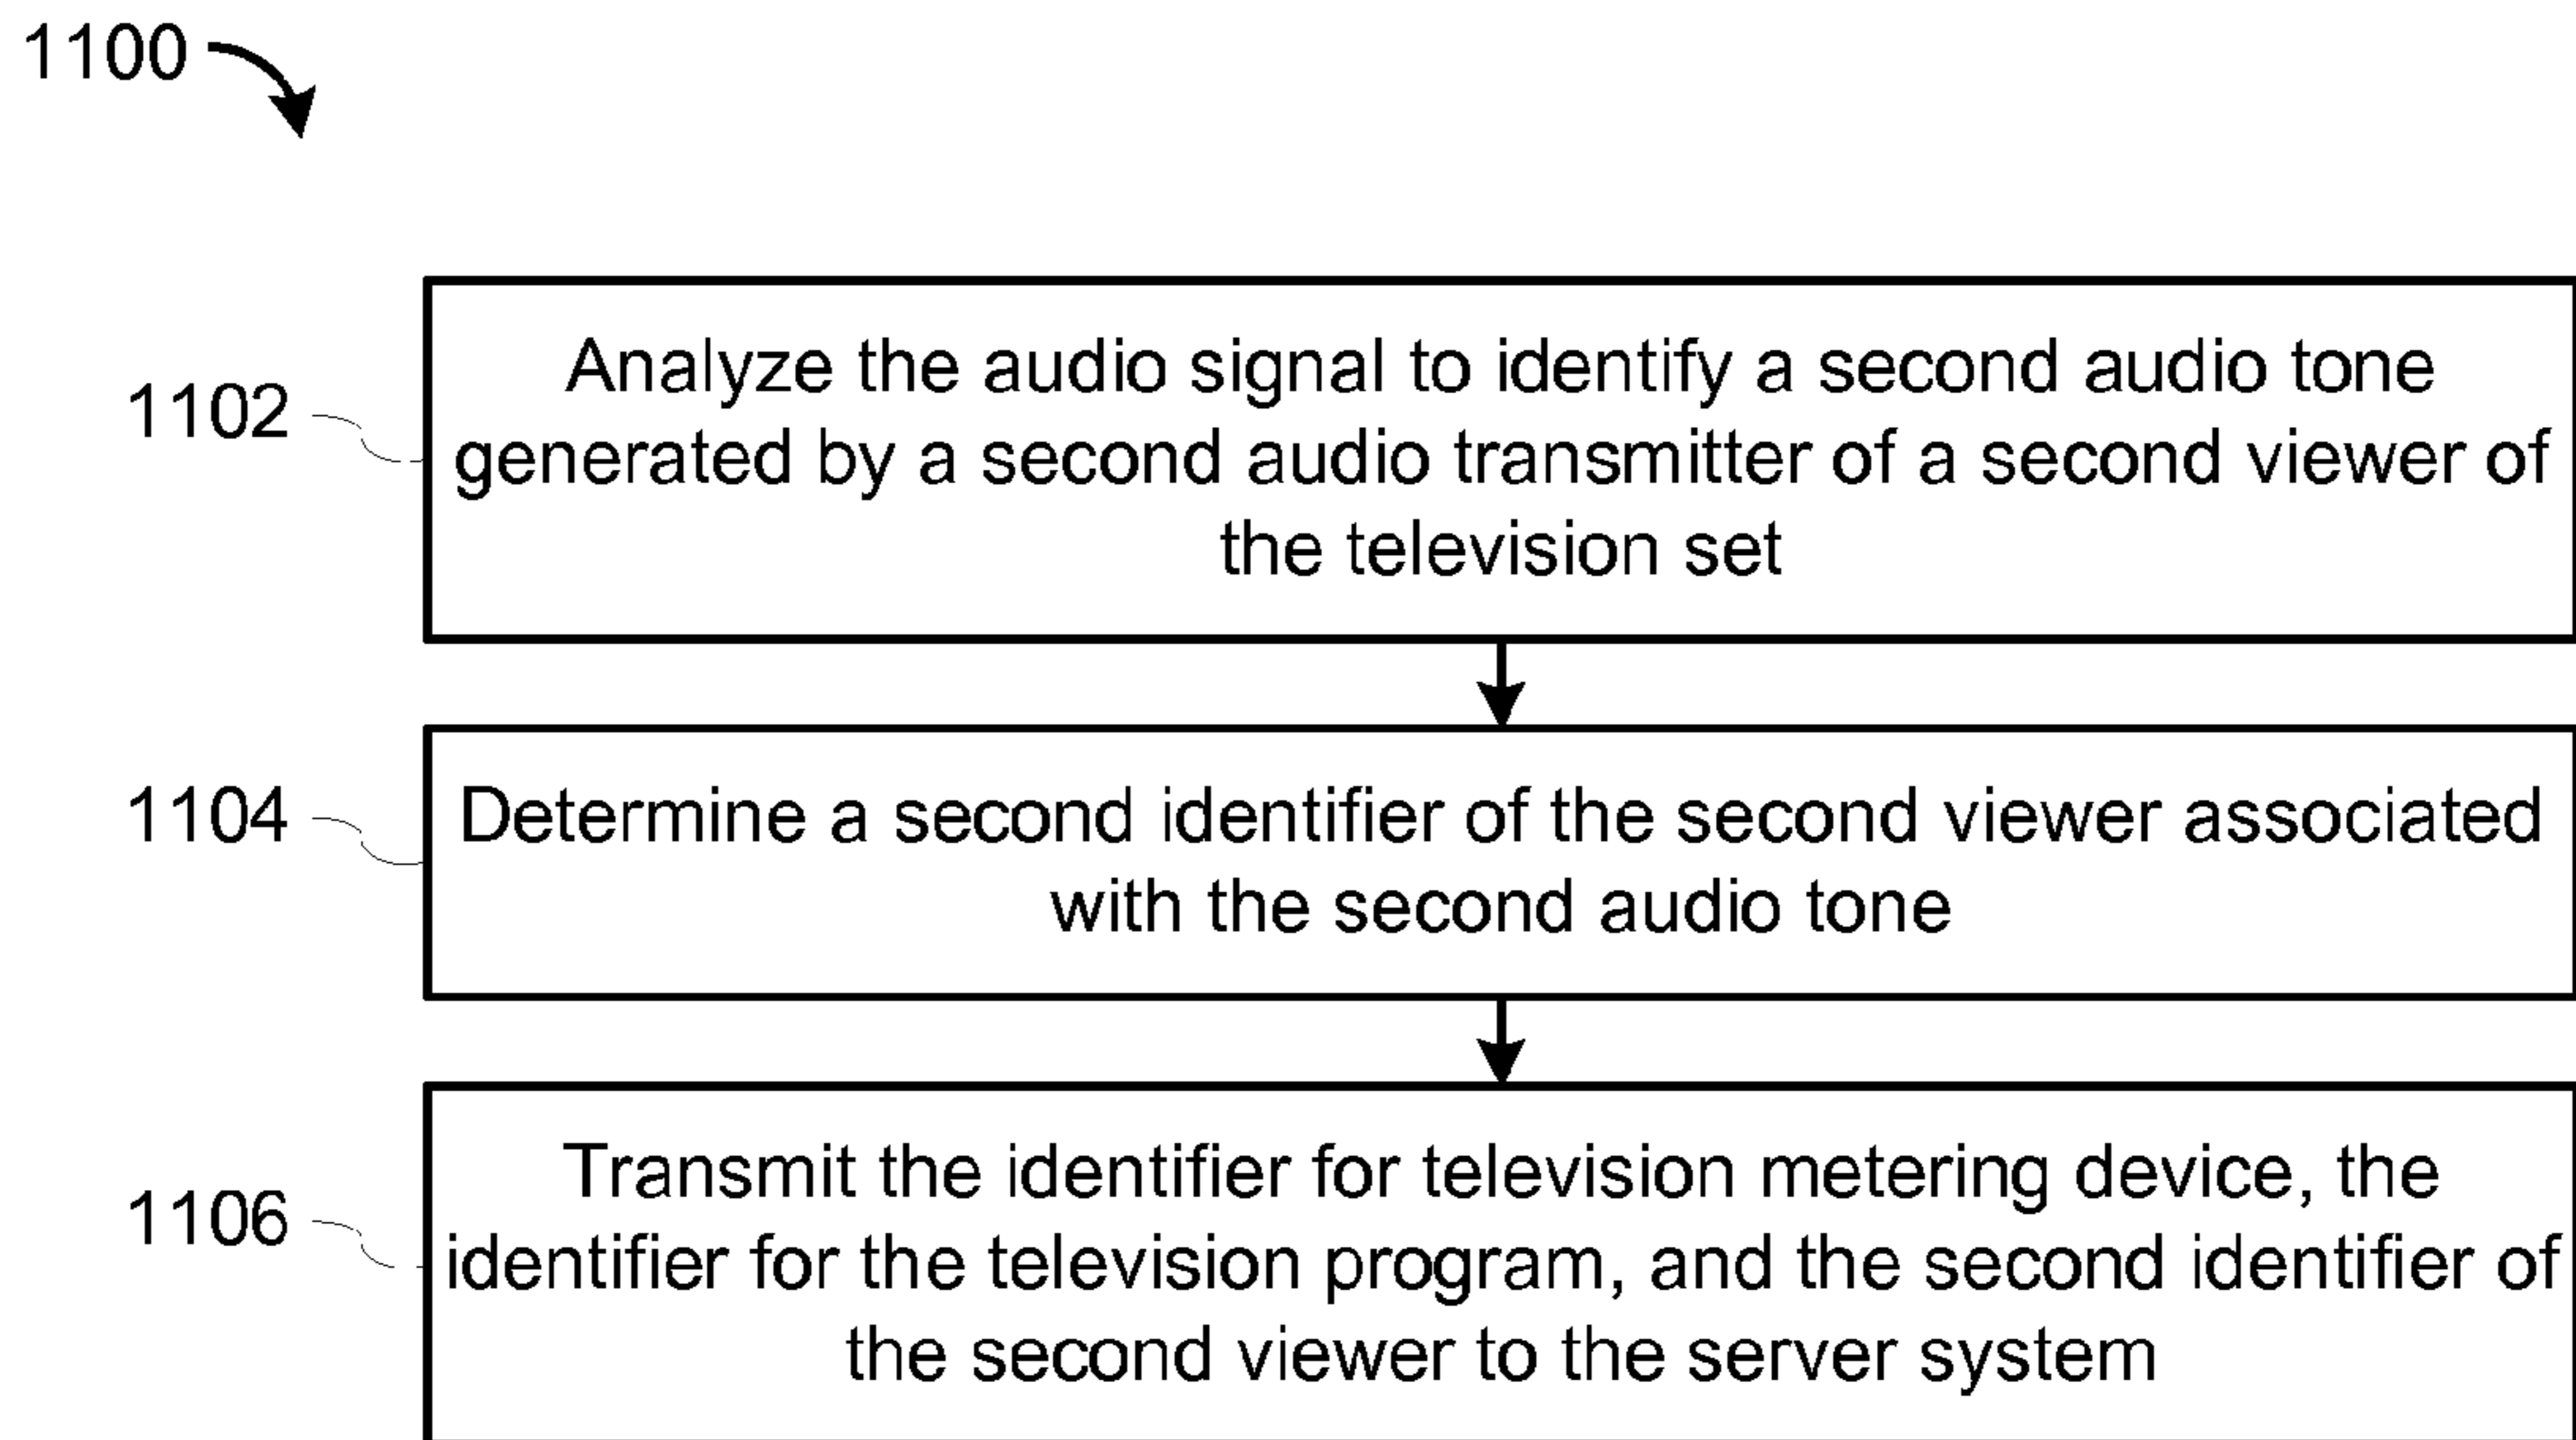 1100
1102
Analyze the audio signal to identify a second audio tone
generated by a second audio transmitter of a second viewer of
the television set
1104
Determine a second identifier of the second viewer associated
with the second audio tone
1106
Transmit the identifier for television metering device, the
identifier for the television program, and the second identifier of
the second viewer to the server system